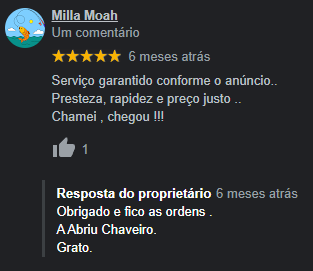 Milla Moah
Um comentário
6 meses atrás
Serviço garantido conforme o anúncio..
Presteza, rapidez e preço justo ..
Chamei , chegou !!!
1
Resposta do proprietário 6 meses atrás
Obrigado e fico as ordens .
A Abriu Chaveiro.
Grato.